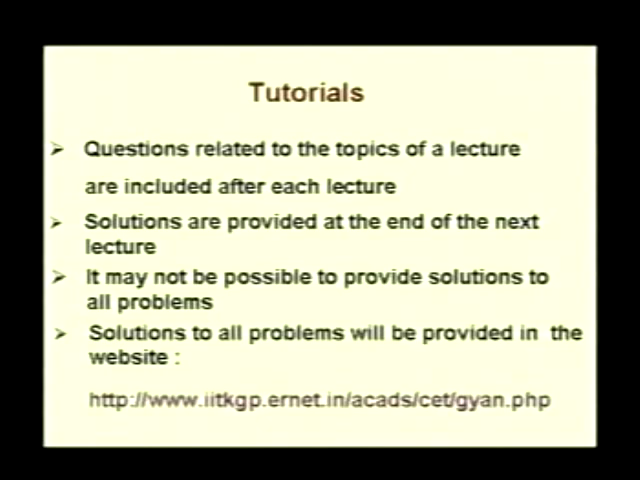 Tutorials
➢ Questions related to the topics of a lecture
are included after each lecture
➢ Solutions are provided at the end of the next
lecture
➢ It may not be possible to provide solutions to
all problems
➢ Solutions to all problems will be provided in the
website :
http://www.iitkgp.ernet.in/acads/cet/gyan.php